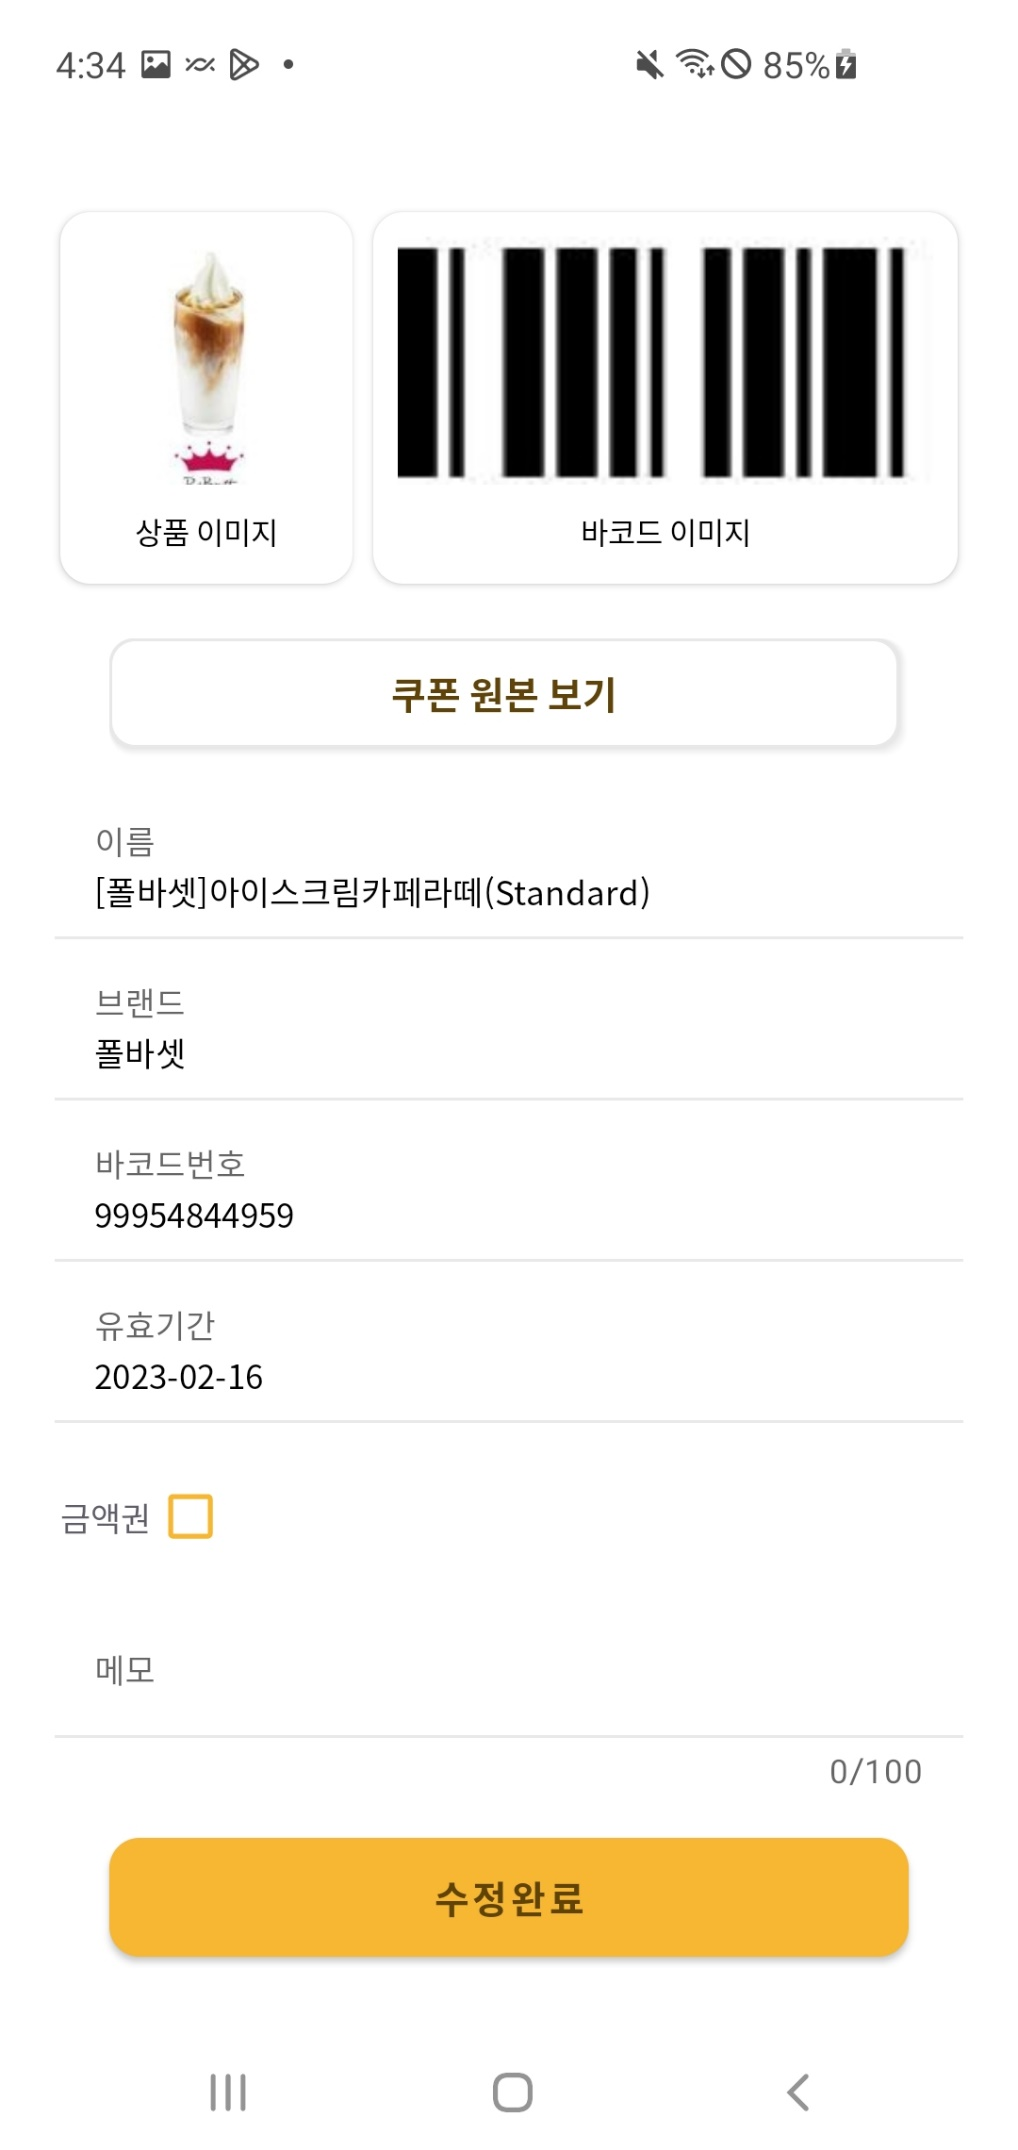 4:34
85%
상품 이미지
바코드 이미지
쿠폰 원본 보기
이름
[폴바셋]아이스크림카페라떼(Standard)
브랜드
폴바셋
바코드번호
99954844959
유효기간
2023-02-16
금액권
메모
0/100
수정완료